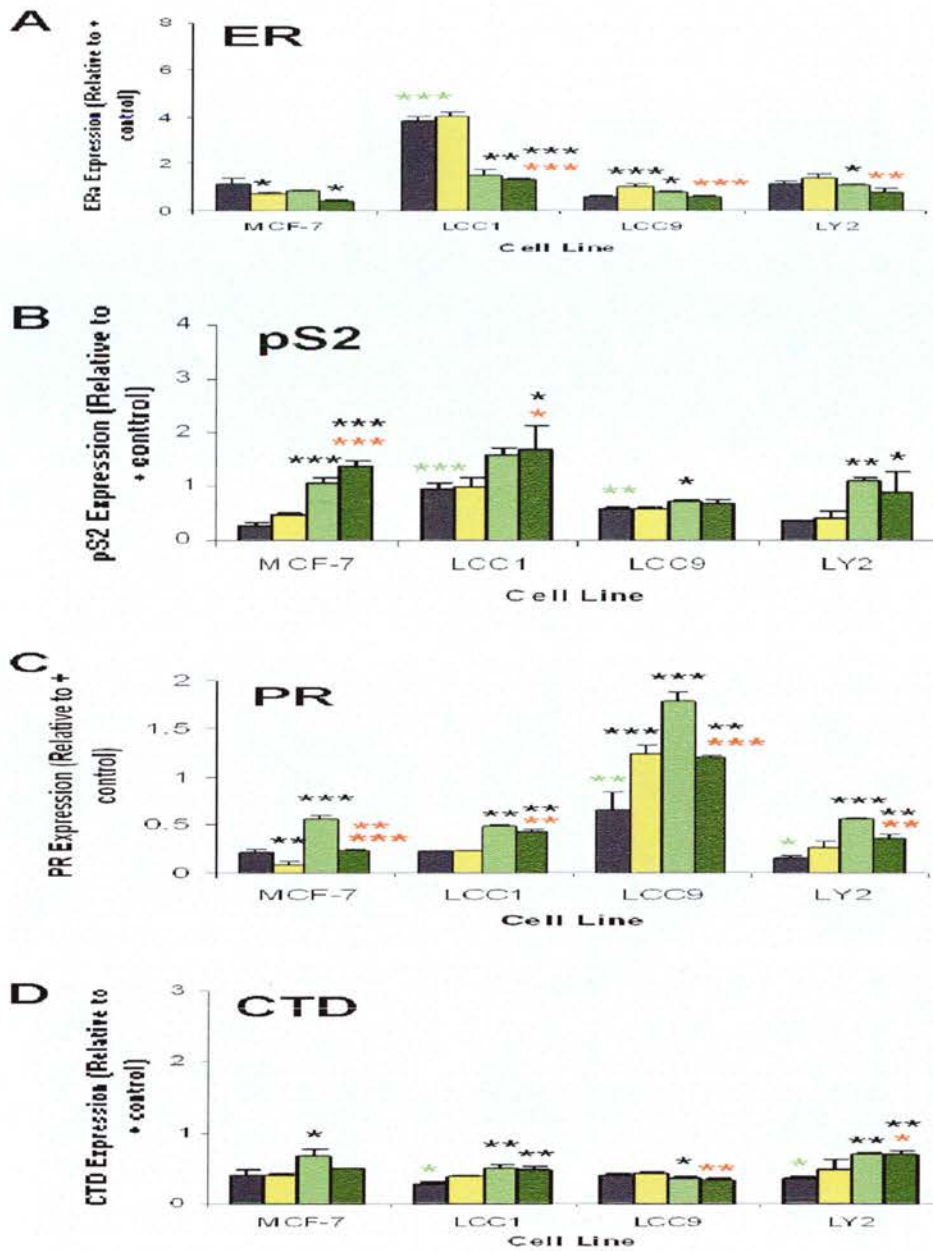 A
ER
ERα Expression (Relative to + control)
8
6
4
2
0
*
*
***
**
***
***
***
*
***
*
**
MCF-7
LCC1
LCC9
LY2
Cell Line
B
pS2
pS2 Expression (Relative to + conttrol)
4
3
2
1
0
***
***
***
***
*
*
**
*
**
*
MCF-7
LCC1
LCC9
LY2
Cell Line
C
PR
PR Expression (Relative to + control)
2
1.5
1
0.5
0
**
***
**
***
**
**
**
**
***
***
**
***
*
***
**
**
MCF-7
LCC1
LCC9
LY2
Cell Line
D
CTD
CTD Expression (Relative to + control)
3
2
1
0
*
*
**
**
*
**
*
**
**
*
MCF-7
LCC1
LCC9
LY2
Cell Line